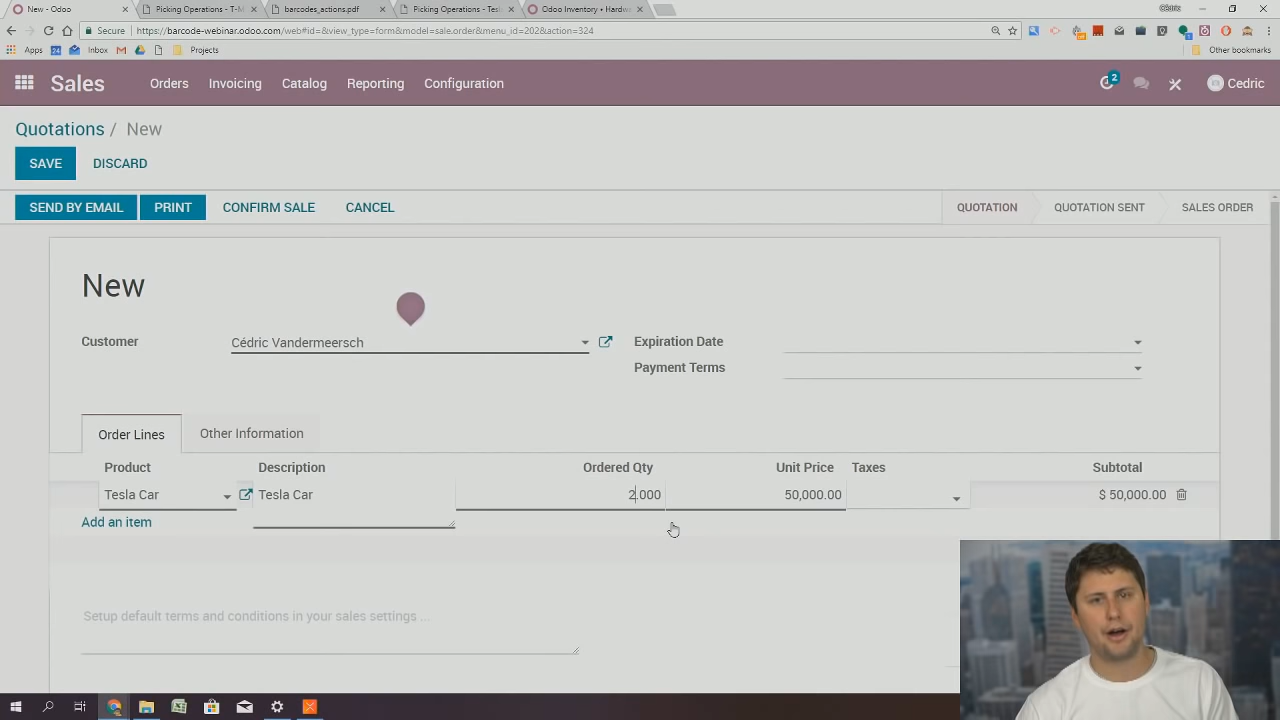 New - Odoo
Picking Operations - T-M
barcodes_actions.pdf
Picking Operations - Tesl
Odoo Inventory • Hardw
Cédric
Secure
https://barcode-webinar.odoo.com/web#id=&view_type=form&model=sale.order&menu_id=202&action=324
Apps
24
Inbox
Projects
Other bookmarks
Sales
Orders
Invoicing
Catalog
Reporting
Configuration
2
Cedric
Quotations / New
SAVE
DISCARD
SEND BY EMAIL
PRINT
CONFIRM SALE
CANCEL
QUOTATION
QUOTATION SENT
SALES ORDER
New
Customer
Cédric Vandermeersch
Expiration Date
Payment Terms
Order Lines
Other Information
Product
Description
Ordered Qty
Unit Price
Taxes
Subtotal
Tesla Car
Tesla Car
2.000
50,000.00
$ 50,000.00
Add an item
Setup default terms and conditions in your sales settings ...